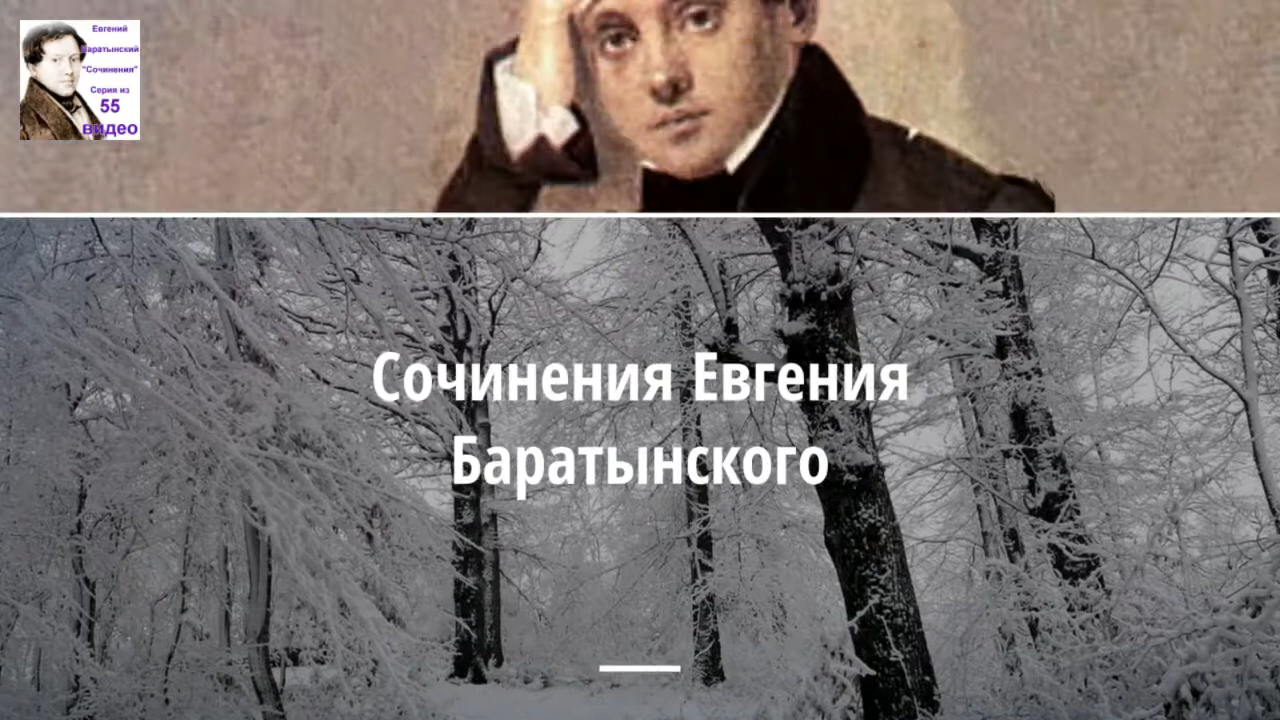 Евгений
Баратынский
"Сочинения"
Серия из
55
видео
Сочинения Евгения
Баратынского